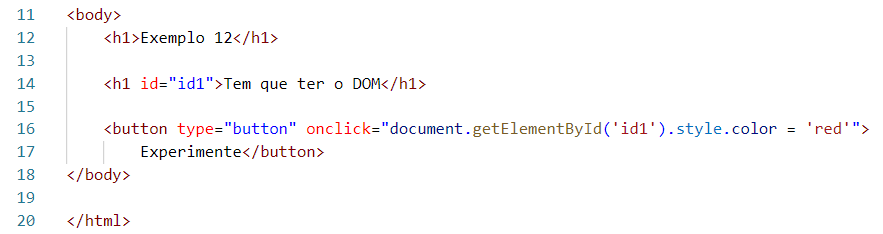 11 <body>
12 <h1>Exemplo 12</h1>
13
14 <h1 id="id1">Tem que ter o DOM</h1>
15
16 <button type="button" onclick="document.getElementById('id1').style.color = 'red'">
17 Experimente</button>
18 </body>
19
20 </html>